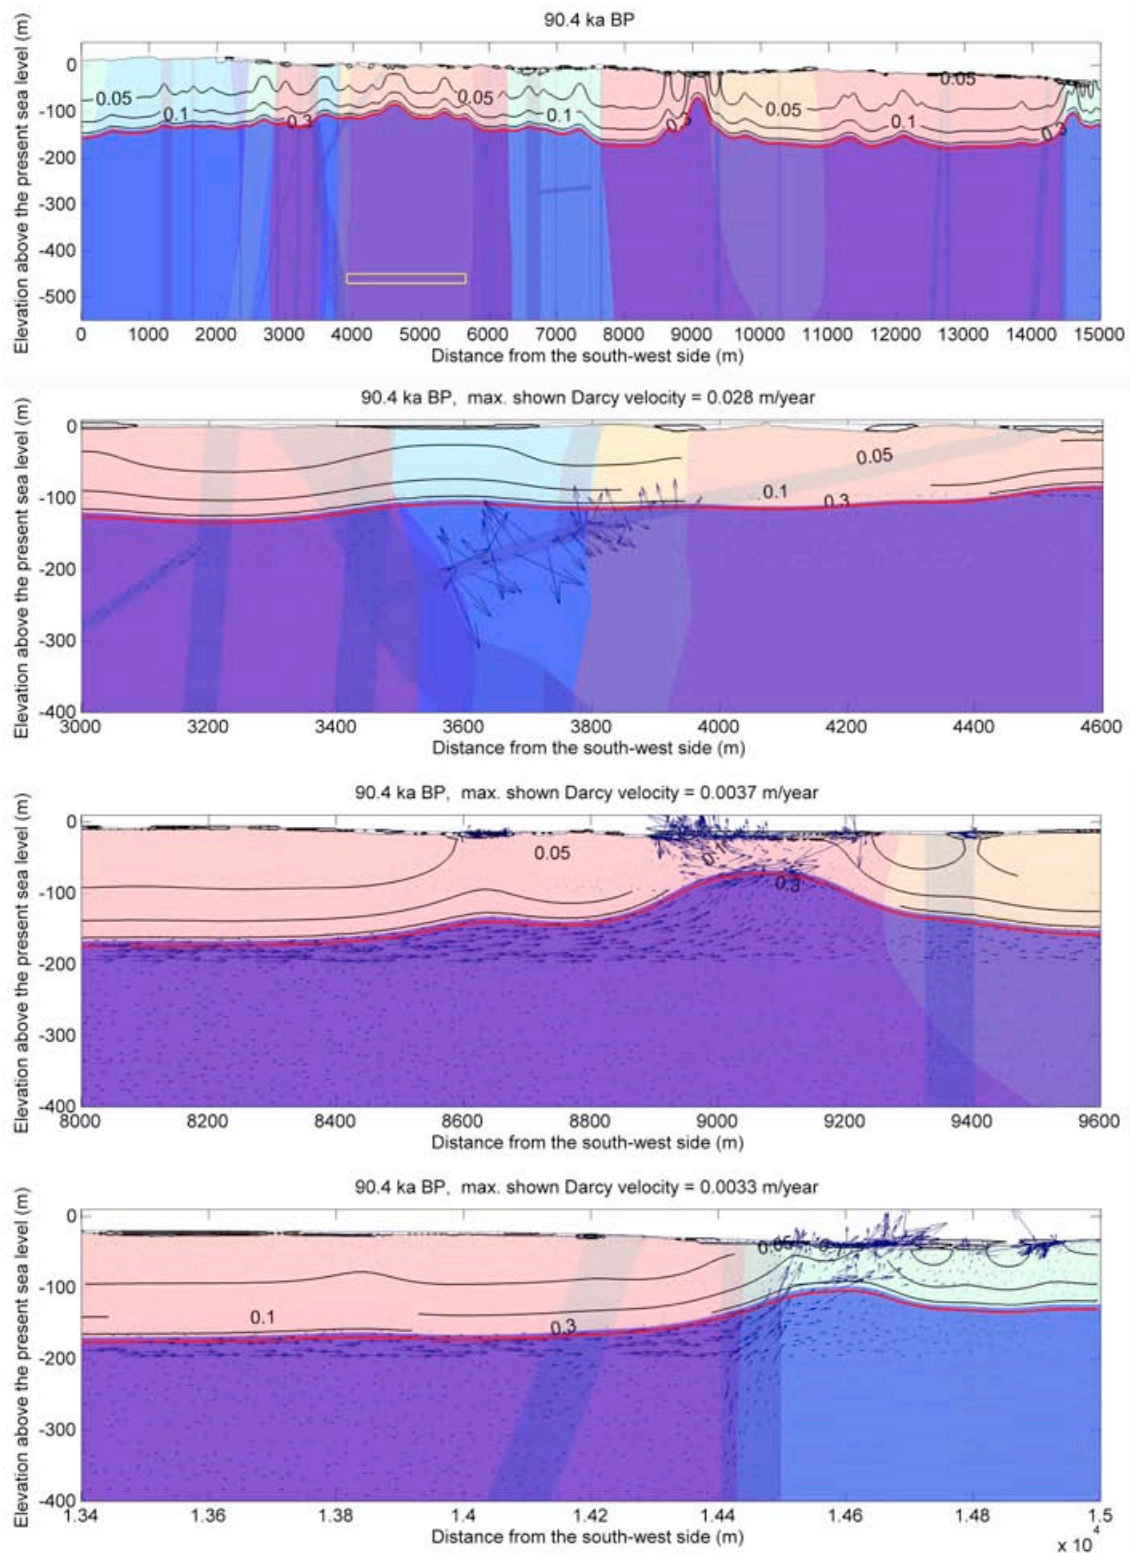 90.4 ka BP
Elevation above the present sea level (m)
0
-100
-200
-300
-400
-500
0.05
0.1
0.3
0.05
0.1
0.3
0.05
0.05
0.1
0.3
0 1000 2000 3000 4000 5000 6000 7000 8000 9000 10000 11000 12000 13000 14000 15000
Distance from the south-west side (m)
90.4 ka BP, max. shown Darcy velocity = 0.028 m/year
Elevation above the present sea level (m)
0
-100
-200
-300
-400
0.05
0.1
0.3
3000 3200 3400 3600 3800 4000 4200 4400 4600
Distance from the south-west side (m)
90.4 ka BP, max. shown Darcy velocity = 0.0037 m/year
Elevation above the present sea level (m)
0
-100
-200
-300
-400
0.05
0.1
0.3
8000 8200 8400 8600 8800 9000 9200 9400 9600
Distance from the south-west side (m)
90.4 ka BP, max. shown Darcy velocity = 0.0033 m/year
Elevation above the present sea level (m)
0
-100
-200
-300
-400
0.05
0.1
0.3
1.34 1.36 1.38 1.4 1.42 1.44 1.46 1.48 1.5
Distance from the south-west side (m)
x 10⁴